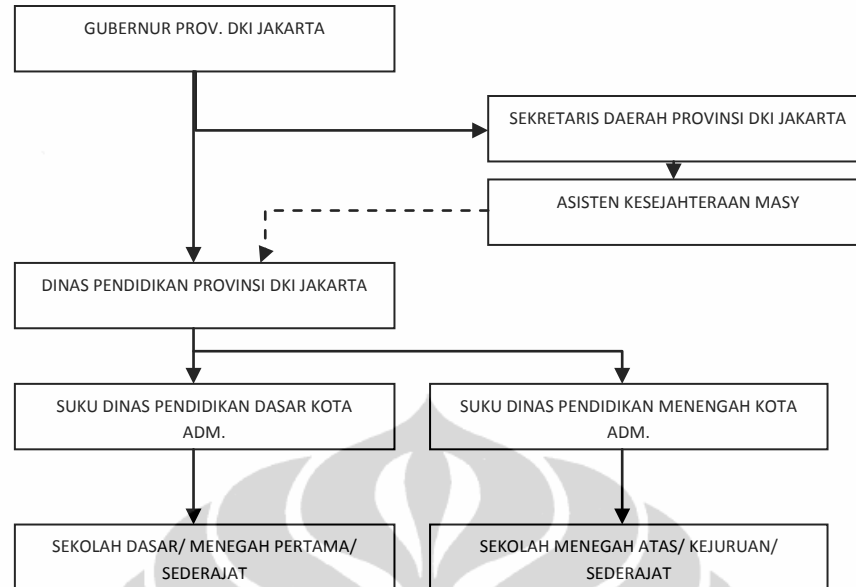 GUBERNUR PROV. DKI JAKARTA
SEKRETARIS DAERAH PROVINSI DKI JAKARTA
ASISTEN KESEJAHTERAAN MASY
DINAS PENDIDIKAN PROVINSI DKI JAKARTA
SUKU DINAS PENDIDIKAN DASAR KOTA
ADM.
SUKU DINAS PENDIDIKAN MENENGAH KOTA
ADM.
SEKOLAH DASAR/ MENEGAH PERTAMA/
SEDERAJAT
SEKOLAH MENEGAH ATAS/ KEJURUAN/
SEDERAJAT